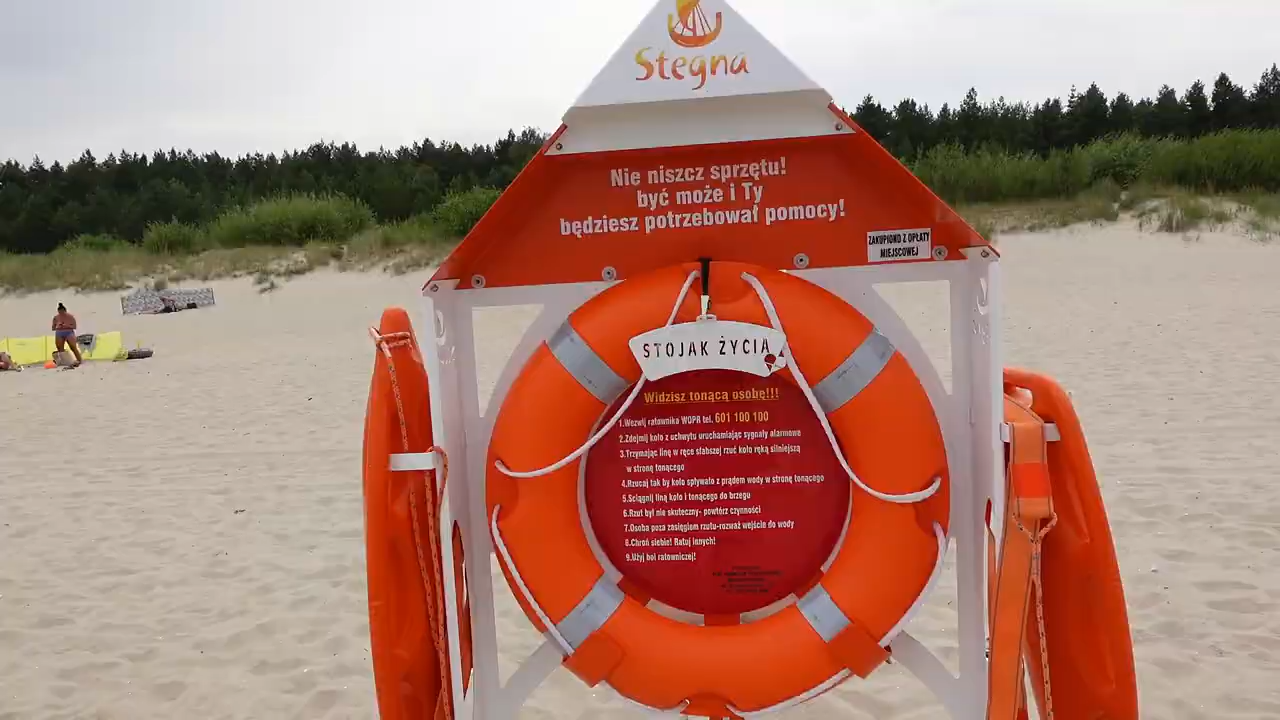 Stegna
Nie niszcz sprzętu!
być może i Ty
będziesz potrzebował pomocy!
ZAKUPIONO Z OPŁATY
MIEJSCOWEJ
STOJAK ŻYCIA
Widzisz tonącą osobę!!!
1.Wezwij ratownika WOPR tel. 601 100 100
2.Zdejmij koło z uchwytu uruchamiając sygnały alarmowe
3.Trzymając linę w ręce słabszej rzuć koło ręką silniejszą
w stronę tonącego
4.Rzucaj tak by koło spływało z prądem wody w stronę tonącego
5.Ściągnij liną koło i tonącego do brzegu
6.Rzut był nie skuteczny- powtórz czynności
7.Osoba poza zasięgiem rzutu-rozważ wejście do wody
8.Chroń siebie! Ratuj innych!
9.Użyj boi ratowniczej!